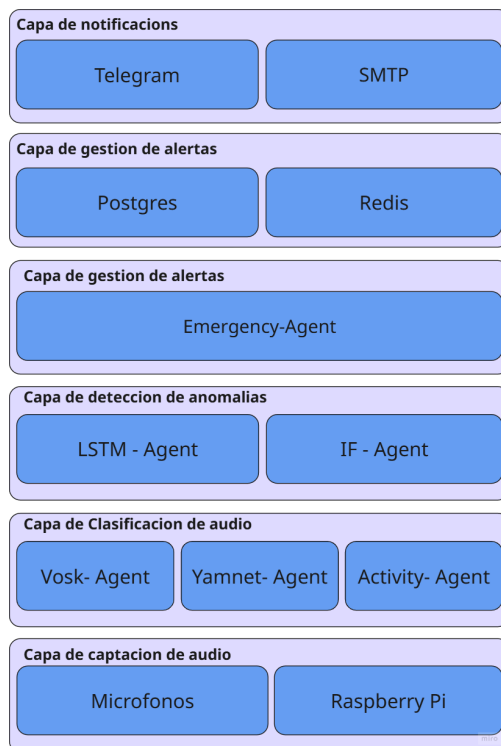 Capa de notificacions
Telegram
SMTP
Capa de gestion de alertas
Postgres
Redis
Capa de gestion de alertas
Emergency-Agent
Capa de deteccion de anomalias
LSTM - Agent
IF - Agent
Capa de Clasificacion de audio
Vosk- Agent
Yamnet- Agent
Activity- Agent
Capa de captacion de audio
Microfonos
Raspberry Pi
miro